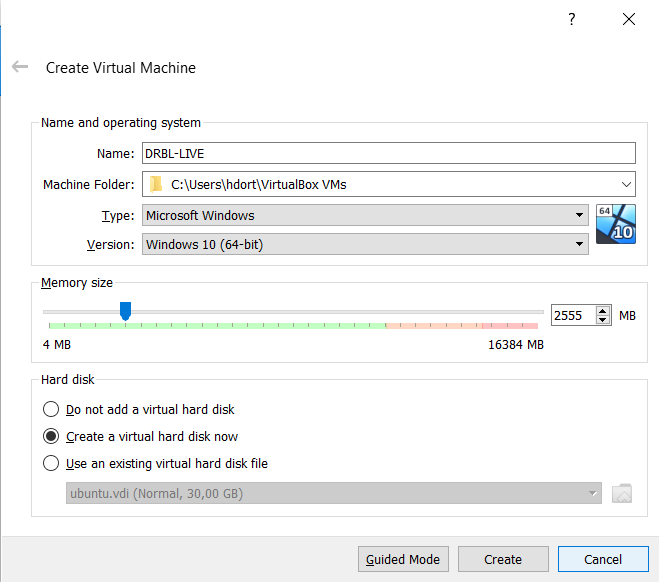 ?
Create Virtual Machine
Name and operating system
Name: DRBL-LIVE
Machine Folder: C:\Users\hdort\VirtualBox VMs
Type: Microsoft Windows 64
Version: Windows 10 (64-bit) 10
Memory size
2555 MB
4 MB 16384 MB
Hard disk
Do not add a virtual hard disk
Create a virtual hard disk now
Use an existing virtual hard disk file
ubuntu.vdi (Normal, 30,00 GB)
Guided Mode Create Cancel